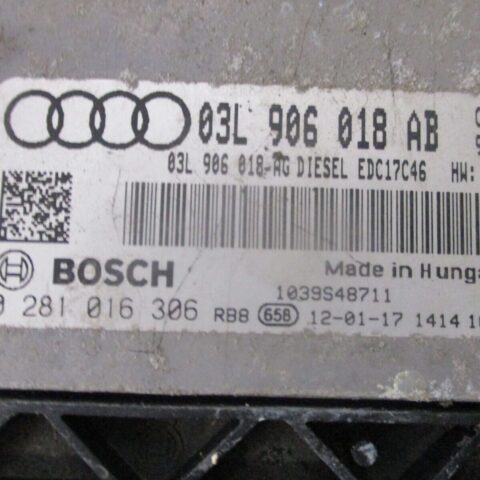 03L 906 018 AB
03L 906 018-AG DIESEL EDC17C46 HW:
BOSCH Made in Hunga
1039S48711
0 281 016 306 RB8 658 12-01-17 1414